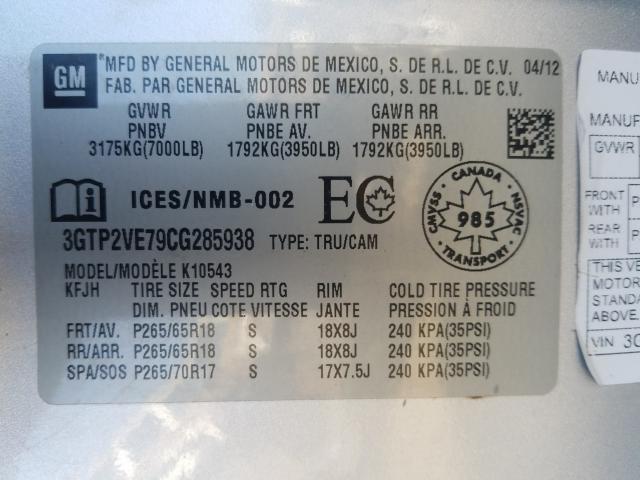 GM
*MFD BY GENERAL MOTORS DE MEXICO, S. DE R.L. DE C.V. 04/12
FAB. PAR GENERAL MOTORS DE MEXICO, S. DE R.L. DE C.V.
GVWR GAWR FRT GAWR RR
PNBV PNBE AV. PNBE ARR.
3175KG(7000LB) 1792KG(3950LB) 1792KG(3950LB)
i ICES/NMB-002 EC
CANADA
CMVSS 985 NSVAC
TRANSPORT
3GTP2VE79CG285938 TYPE: TRU/CAM
MODEL/MODÈLE K10543
KFJH TIRE SIZE SPEED RTG RIM COLD TIRE PRESSURE
DIM. PNEU COTE VITESSE JANTE PRESSION À FROID
FRT/AV. P265/65R18 S 18X8J 240 KPA(35PSI)
RR/ARR. P265/65R18 S 18X8J 240 KPA(35PSI)
SPA/SOS P265/70R17 S 17X7.5J 240 KPA(35PSI)
MANU
MANUF
GVWR
FRONT P
WITH
REAR P
WITH
THIS VE
MOTOR
STANDA
ABOVE.
VIN 3G